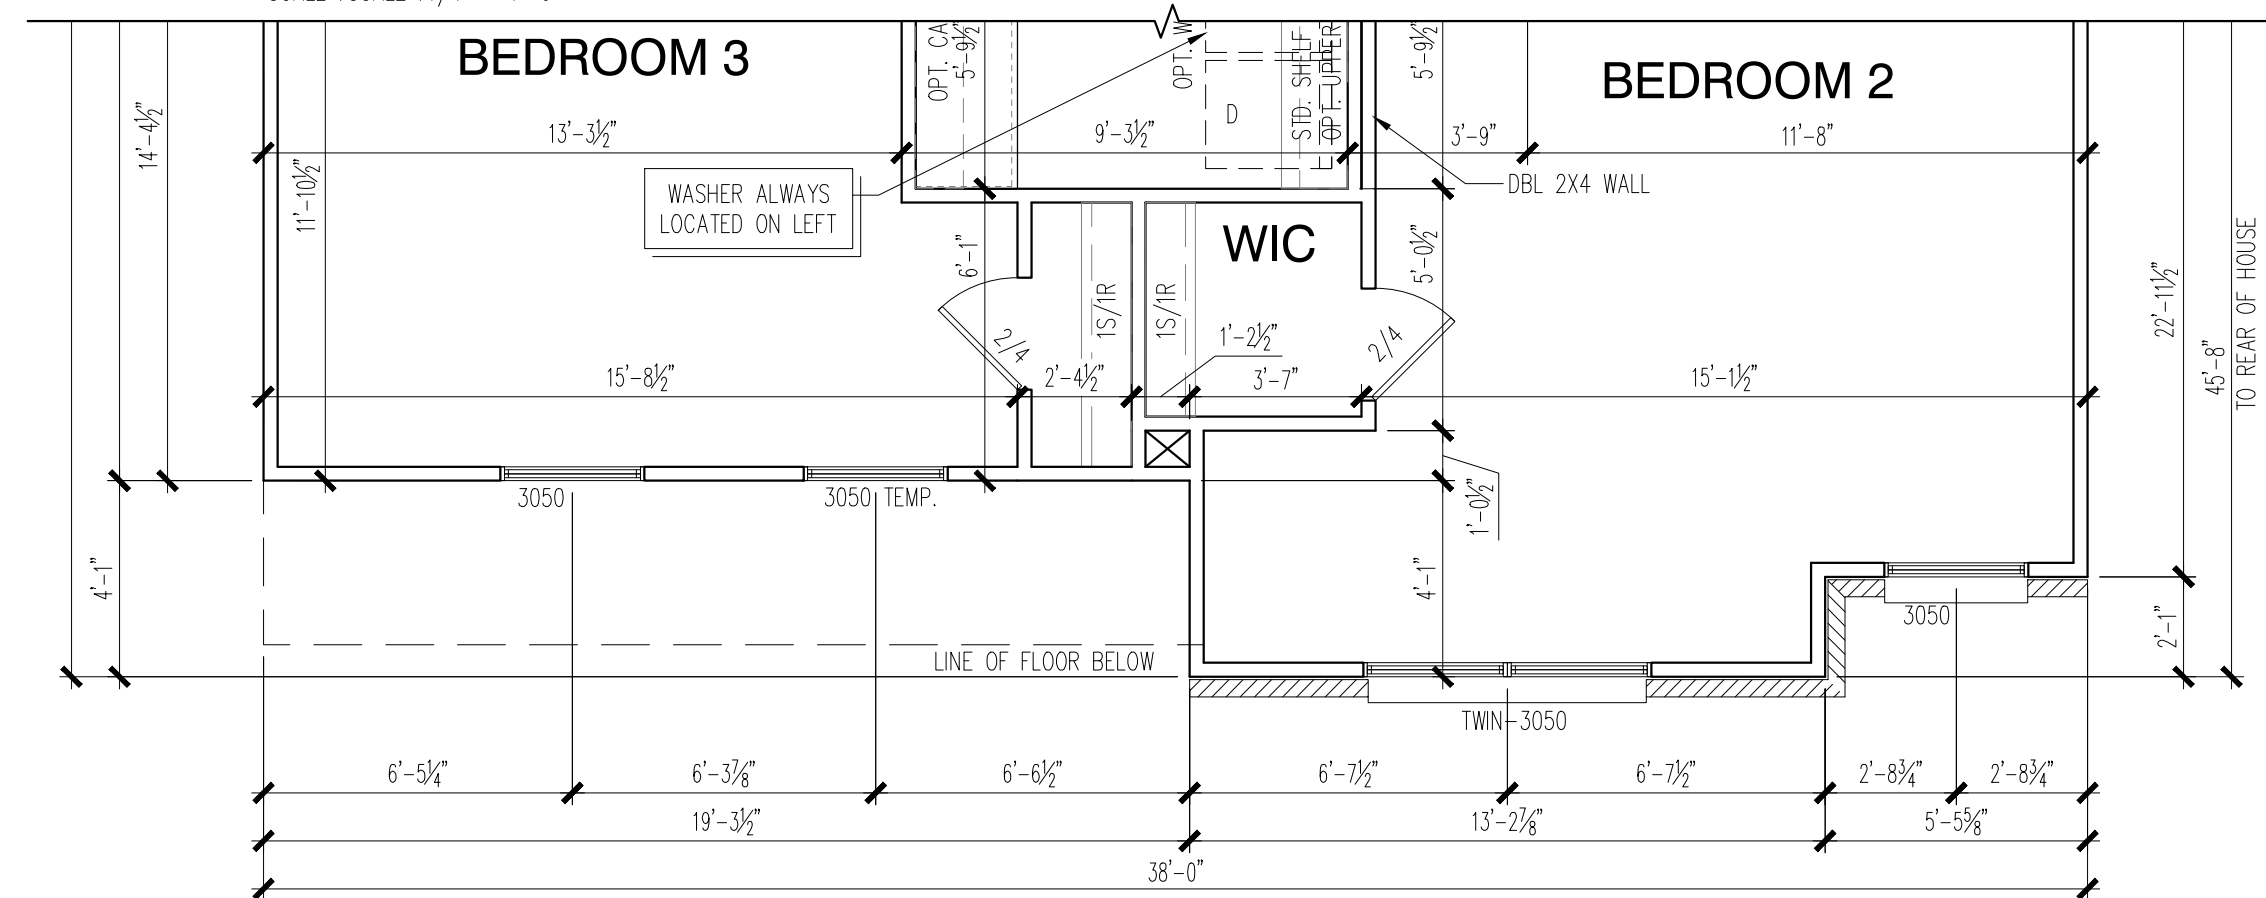 BEDROOM 3
OPT. CA
5'-9½"
OPT. W
D
STD. SHELF
OPT. UPPER
5'-9½"
BEDROOM 2
14'-4½"
13'-3½"
9'-3½"
3'-9"
11'-8"
11'-10½"
WASHER ALWAYS
LOCATED ON LEFT
DBL 2X4 WALL
WIC
6'-1"
5'-0½"
1S/1R
1S/1R
22'-11½"
45'-8"
TO REAR OF HOUSE
2/4
1'-2½"
2/4
15'-8½"
2'-4½"
3'-7"
15'-1½"
3050
3050 TEMP.
1'-0½"
4'-1"
4'-1"
3050
2'-1"
LINE OF FLOOR BELOW
TWIN-3050
6'-5¼"
6'-3⅞"
6'-6½"
6'-7½"
6'-7½"
2'-8¾"
2'-8¾"
19'-3½"
13'-2⅞"
5'-5⅝"
38'-0"